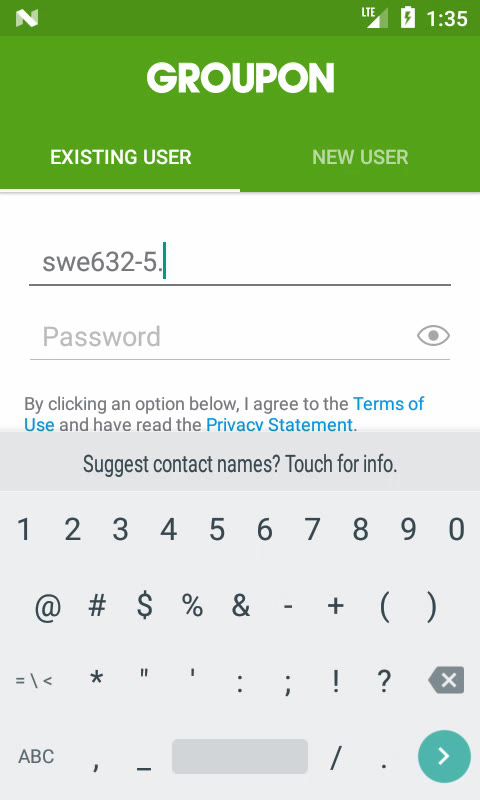 LTE 1:35
GROUPON
EXISTING USER NEW USER
swe632-5.
Password
By clicking an option below, I agree to the Terms of
Use and have read the Privacy Statement.
Suggest contact names? Touch for info.
1 2 3 4 5 6 7 8 9 0
@ # $ % & - + ( )
= \ < * " ' : ; ! ?
ABC , _ / .